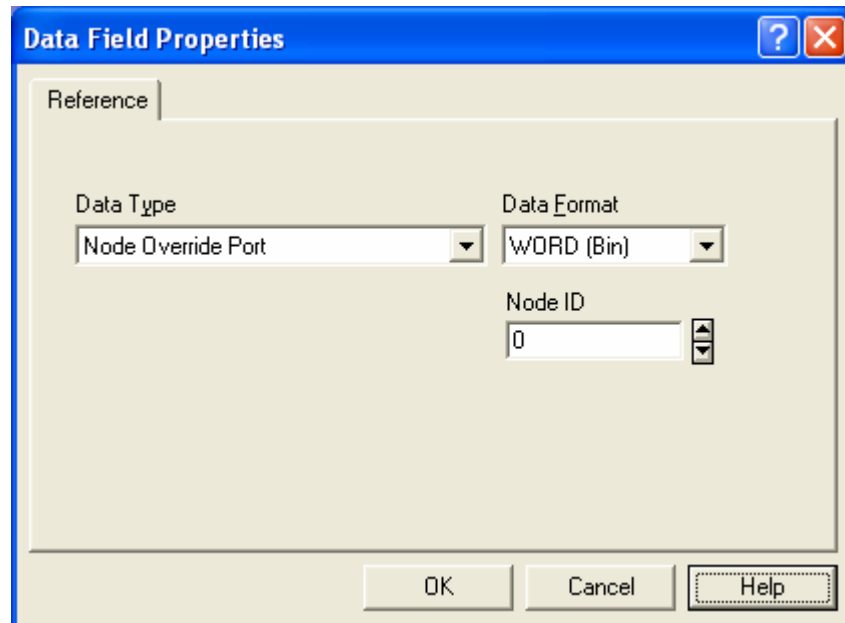 Data Field Properties
Reference
Data Type Data Format
Node Override Port WORD (Bin)
Node ID
0
OK Cancel Help